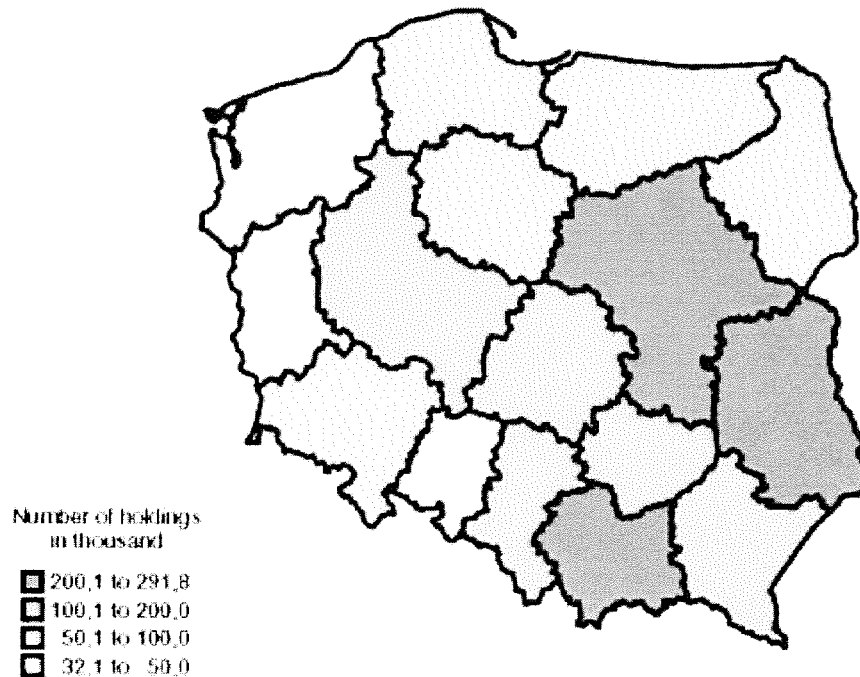 Number of holdings
in thousand
200,1 to 291,8
100,1 to 200,0
50,1 to 100,0
32,1 to 50,0